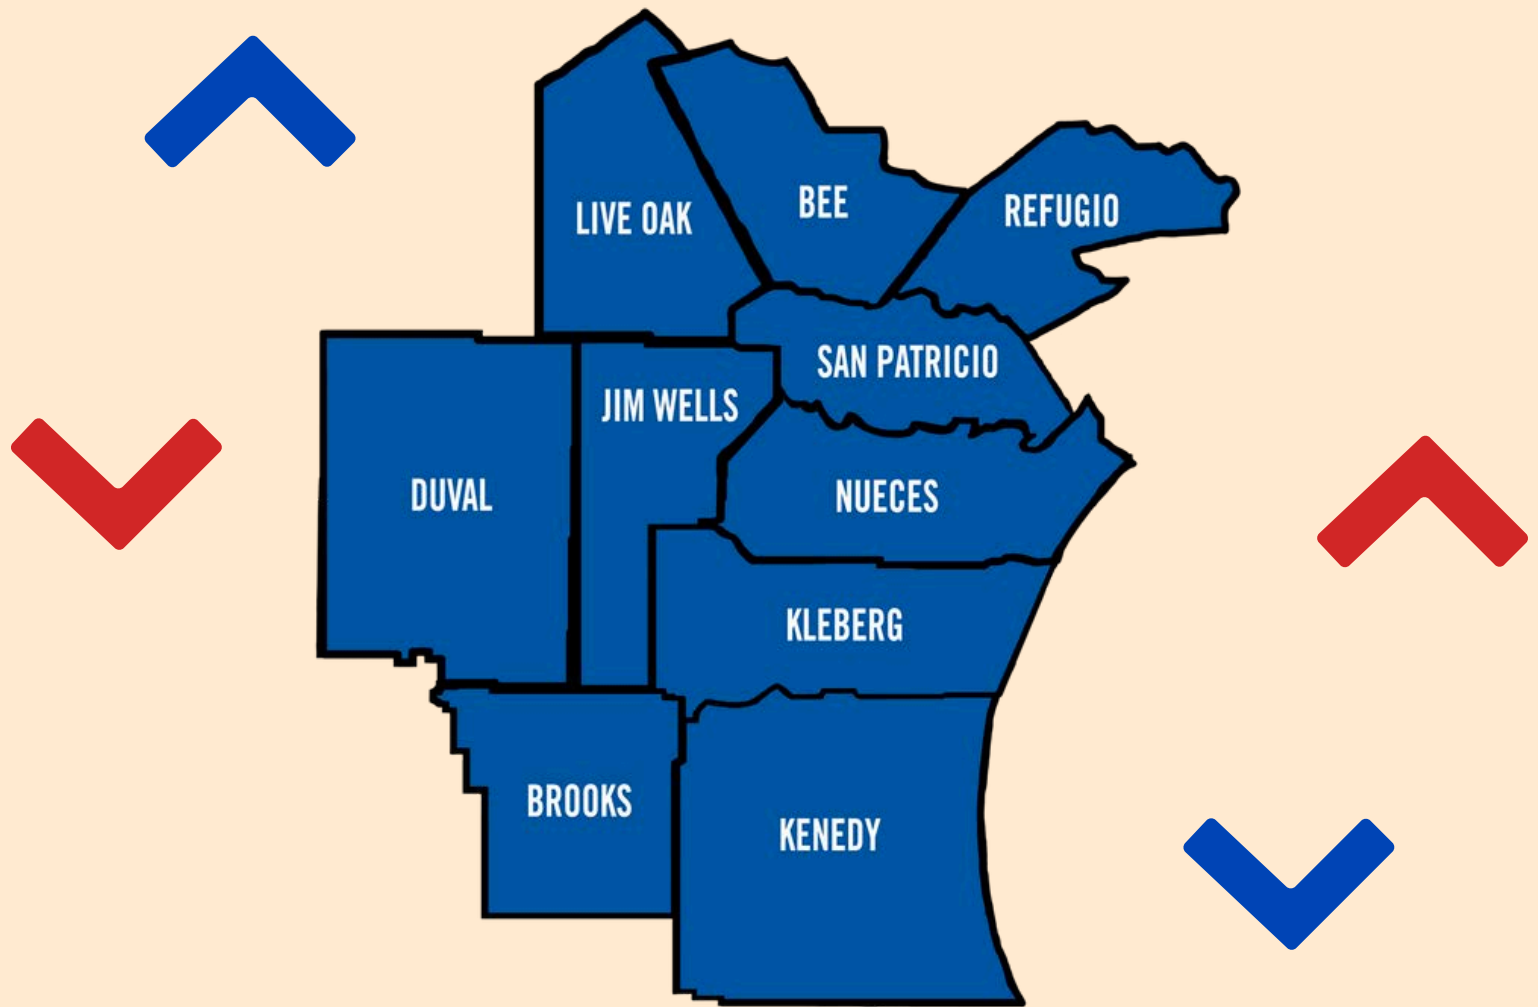 LIVE OAK
BEE
REFUGIO
SAN PATRICIO
JIM WELLS
DUVAL
NUECES
KLEBERG
BROOKS
KENEDY